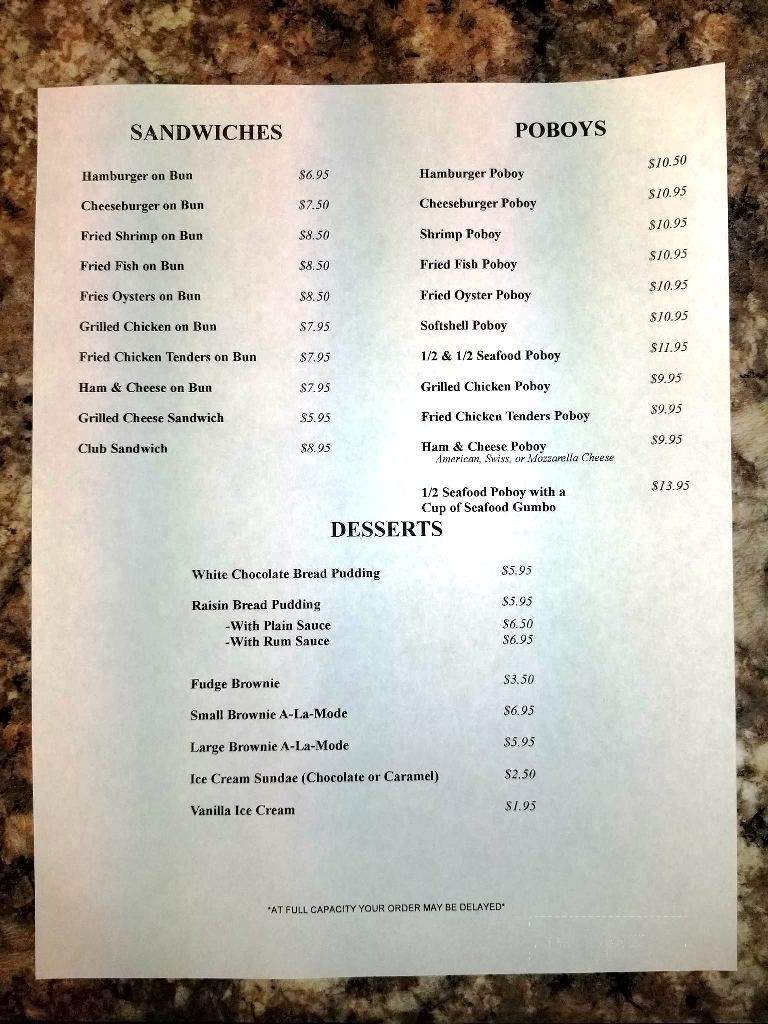 SANDWICHES
Hamburger on Bun $6.95
Cheeseburger on Bun $7.50
Fried Shrimp on Bun $8.50
Fried Fish on Bun $8.50
Fries Oysters on Bun $8.50
Grilled Chicken on Bun $7.95
Fried Chicken Tenders on Bun $7.95
Ham & Cheese on Bun $7.95
Grilled Cheese Sandwich $5.95
Club Sandwich $8.95
POBOYS
Hamburger Poboy $10.50
Cheeseburger Poboy $10.95
Shrimp Poboy $10.95
Fried Fish Poboy $10.95
Fried Oyster Poboy $10.95
Softshell Poboy $10.95
1/2 & 1/2 Seafood Poboy $11.95
Grilled Chicken Poboy $9.95
Fried Chicken Tenders Poboy $9.95
Ham & Cheese Poboy $9.95
American, Swiss, or Mozzarella Cheese
1/2 Seafood Poboy with a $13.95
Cup of Seafood Gumbo
DESSERTS
White Chocolate Bread Pudding $5.95
Raisin Bread Pudding $5.95
-With Plain Sauce $6.50
-With Rum Sauce $6.95
Fudge Brownie $3.50
Small Brownie A-La-Mode $6.95
Large Brownie A-La-Mode $5.95
Ice Cream Sundae (Chocolate or Caramel) $2.50
Vanilla Ice Cream $1.95
*AT FULL CAPACITY YOUR ORDER MAY BE DELAYED*